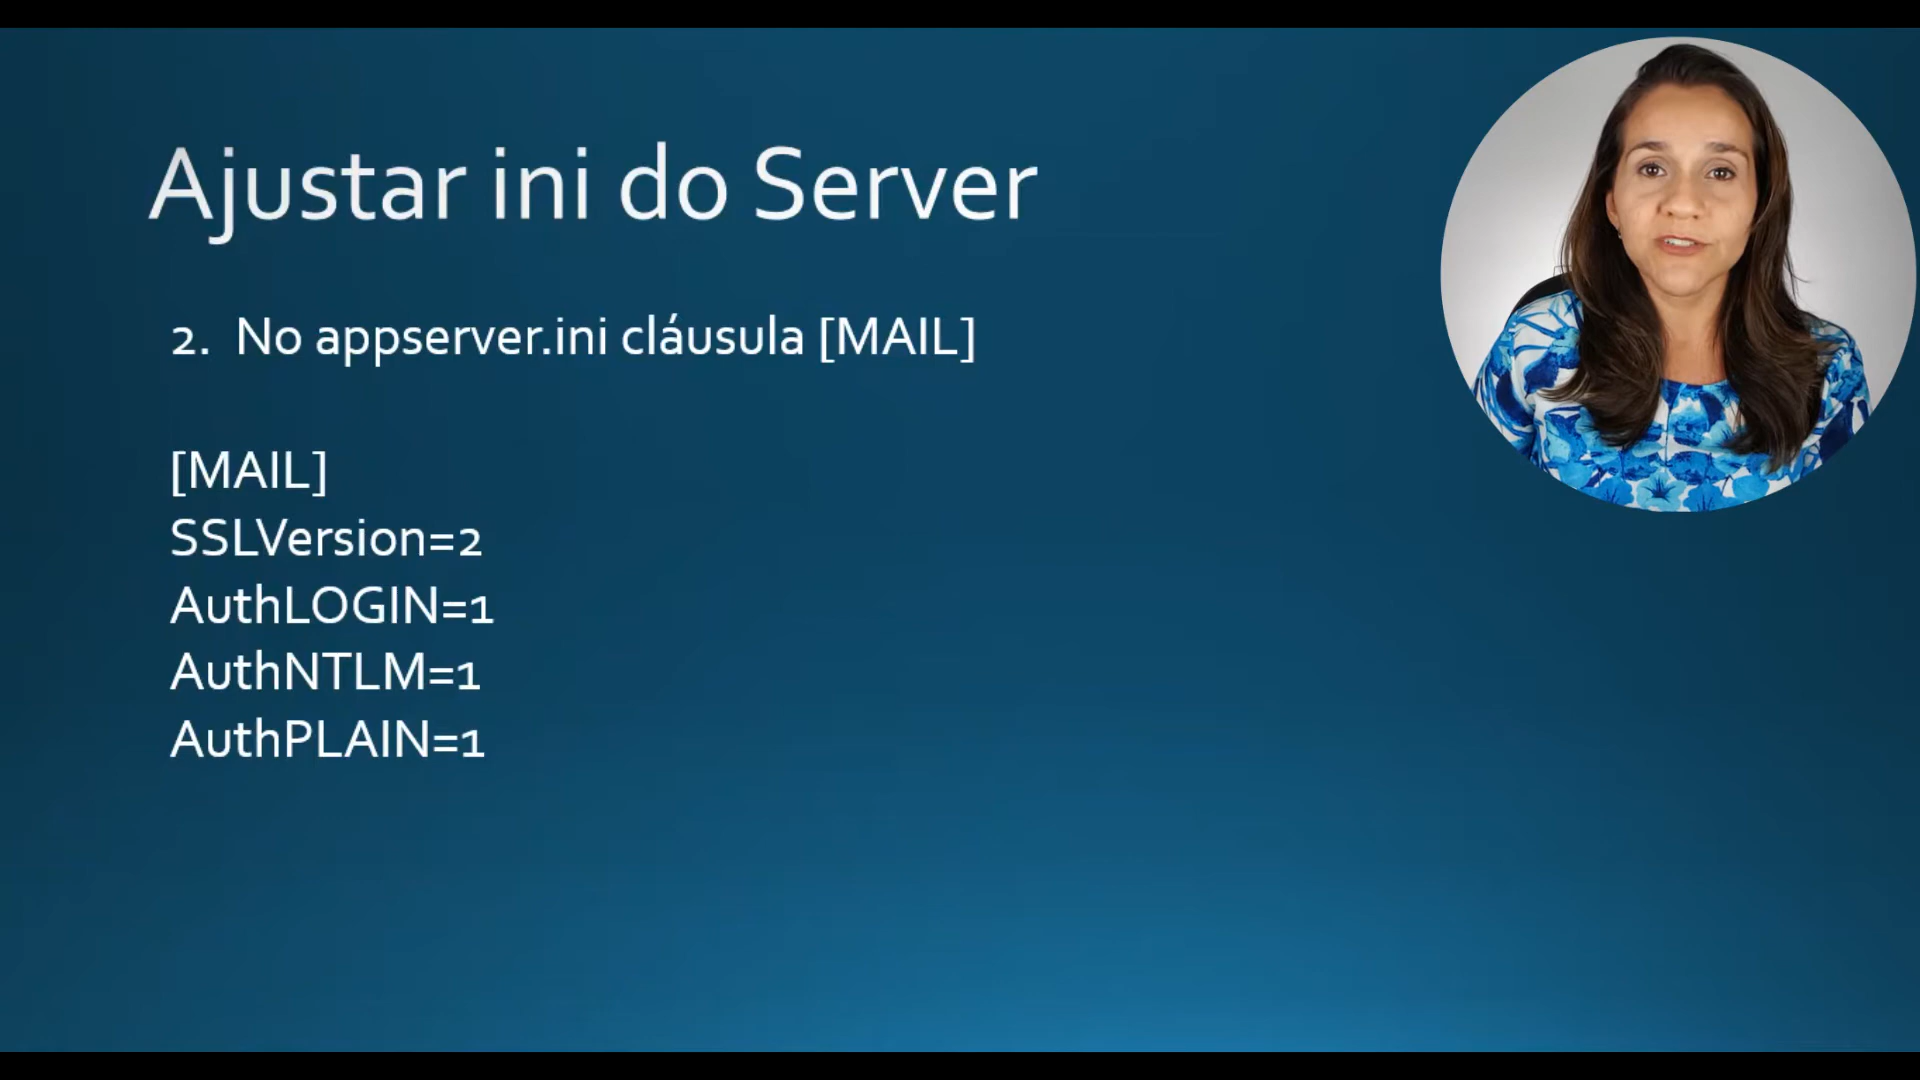 Ajustar ini do Server
2. No appserver.ini cláusula [MAIL]
[MAIL]
SSLVersion=2
AuthLOGIN=1
AuthNTLM=1
AuthPLAIN=1